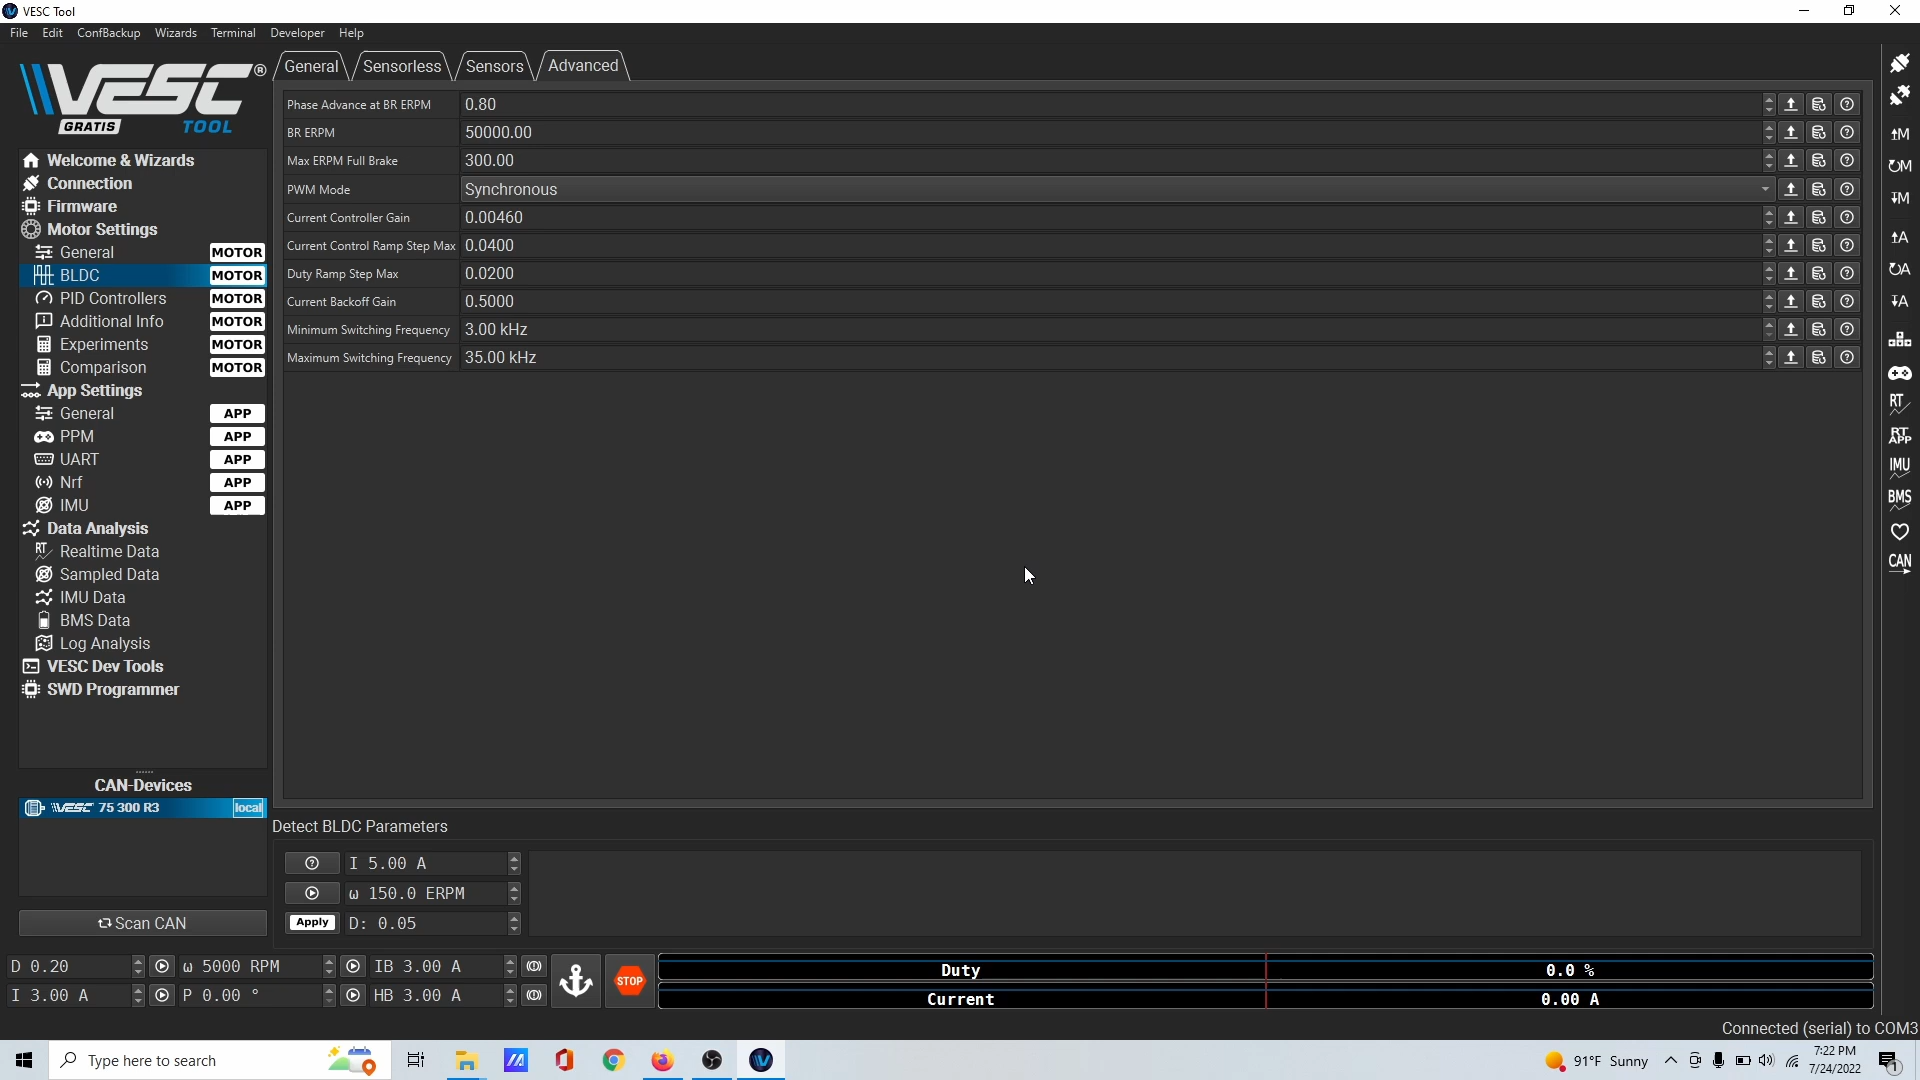 VESC Tool
File Edit ConfBackup Wizards Terminal Developer Help
VESC®
GRATIS TOOL
General Sensorless Sensors Advanced
Phase Advance at BR ERPM 0.80
BR ERPM 50000.00
Max ERPM Full Brake 300.00
PWM Mode Synchronous
Current Controller Gain 0.00460
Current Control Ramp Step Max 0.0400
Duty Ramp Step Max 0.0200
Current Backoff Gain 0.5000
Minimum Switching Frequency 3.00 kHz
Maximum Switching Frequency 35.00 kHz
Welcome & Wizards
Connection
Firmware
Motor Settings
General MOTOR
BLDC MOTOR
PID Controllers MOTOR
Additional Info MOTOR
Experiments MOTOR
Comparison MOTOR
App Settings
General APP
PPM APP
UART APP
Nrf APP
IMU APP
Data Analysis
RT Realtime Data
Sampled Data
IMU Data
BMS Data
Log Analysis
VESC Dev Tools
SWD Programmer
CAN-Devices
VESC 75 300 R3 local
Scan CAN
M
M
M
A
A
A
RT
RT APP
IMU
BMS
CAN
Detect BLDC Parameters
I 5.00 A
ω 150.0 ERPM
Apply D: 0.05
D 0.20 ω 5000 RPM IB 3.00 A
I 3.00 A P 0.00 ° HB 3.00 A
STOP
Duty 0.0 %
Current 0.00 A
Connected (serial) to COM3
Type here to search
91°F Sunny
7:22 PM
7/24/2022
1